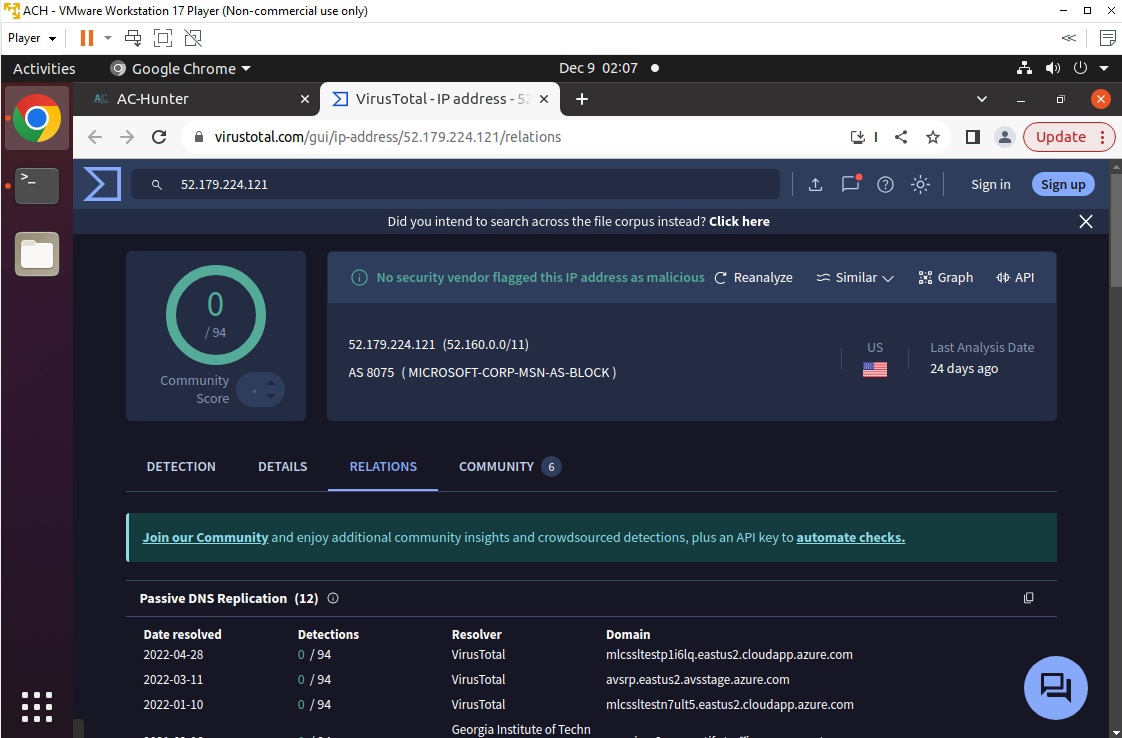 ACH - VMware Workstation 17 Player (Non-commercial use only)
Player
Activities
Google Chrome
Dec 9 02:07
AC-Hunter
VirusTotal - IP address - 52
virustotal.com/gui/ip-address/52.179.224.121/relations
Update
52.179.224.121
Sign in
Sign up
Did you intend to search across the file corpus instead? Click here
0
/ 94
Community
Score
No security vendor flagged this IP address as malicious
Reanalyze
Similar
Graph
API
52.179.224.121 (52.160.0.0/11)
AS 8075 ( MICROSOFT-CORP-MSN-AS-BLOCK )
US
Last Analysis Date
24 days ago
DETECTION
DETAILS
RELATIONS
COMMUNITY 6
Join our Community and enjoy additional community insights and crowdsourced detections, plus an API key to automate checks.
Passive DNS Replication (12)
Date resolved Detections Resolver Domain
2022-04-28 0 / 94 VirusTotal mlcssltestp1i6lq.eastus2.cloudapp.azure.com
2022-03-11 0 / 94 VirusTotal avsrp.eastus2.avsstage.azure.com
2022-01-10 0 / 94 VirusTotal mlcssltestn7ult5.eastus2.cloudapp.azure.com
Georgia Institute of Techn